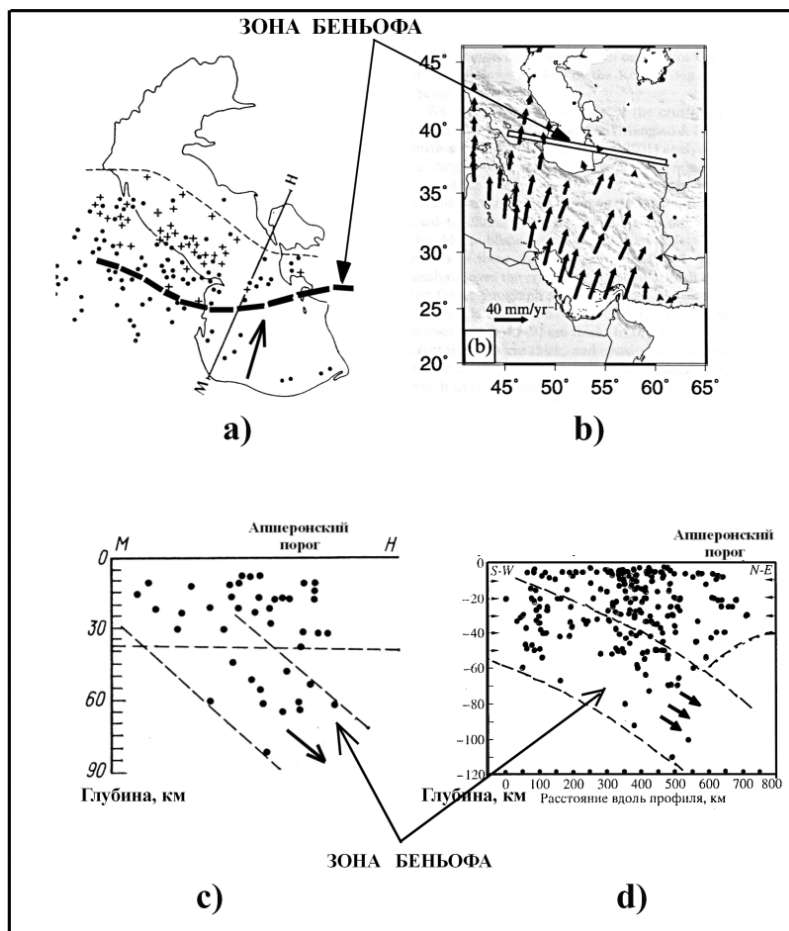 ЗОНА БЕНЬОФА
H
M
a)
45°
40°
35°
30°
25°
20°
40 mm/yr
(b)
45° 50° 55° 60° 65°
b)
Апшеронский
порог
M H
0
30
60
90
Глубина, км
c)
Апшеронский
порог
S-W N-E
0
−20
−40
−60
−80
−100
−120
0 100 200 300 400 500 600 700 800
Глубина, км
Расстояние вдоль профиля, км
ЗОНА БЕНЬОФА
d)